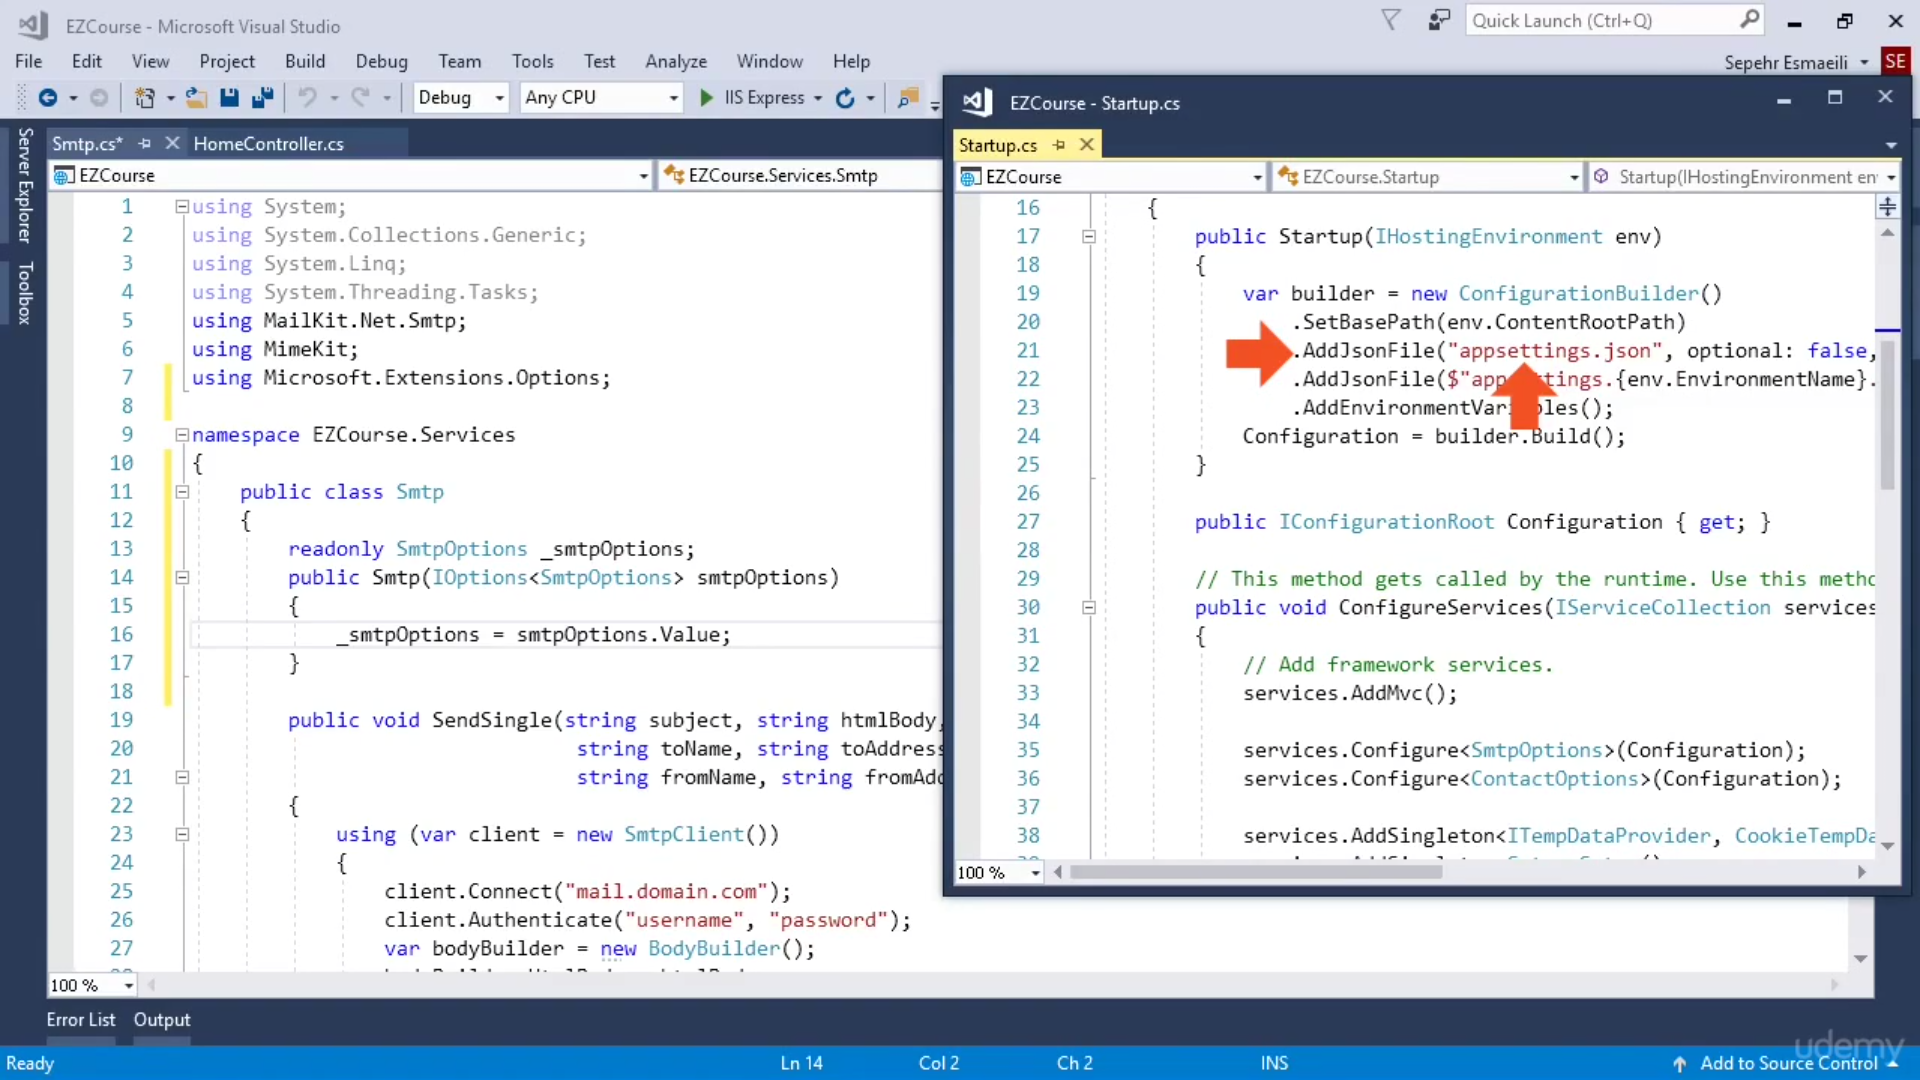 EZCourse - Microsoft Visual Studio
Quick Launch (Ctrl+Q)
File Edit View Project Build Debug Team Tools Test Analyze Window Help
Sepehr Esmaeili SE
Debug Any CPU IIS Express
Server Explorer
Toolbox
Smtp.cs* HomeController.cs
EZCourse EZCourse.Services.Smtp
1 using System;
2 using System.Collections.Generic;
3 using System.Linq;
4 using System.Threading.Tasks;
5 using MailKit.Net.Smtp;
6 using MimeKit;
7 using Microsoft.Extensions.Options;
8
9 namespace EZCourse.Services
10 {
11 public class Smtp
12 {
13 readonly SmtpOptions _smtpOptions;
14 public Smtp(IOptions<SmtpOptions> smtpOptions)
15 {
16 _smtpOptions = smtpOptions.Value;
17 }
18
19 public void SendSingle(string subject, string htmlBody,
20 string toName, string toAddress
21 string fromName, string fromAdd
22 {
23 using (var client = new SmtpClient())
24 {
25 client.Connect("mail.domain.com");
26 client.Authenticate("username", "password");
27 var bodyBuilder = new BodyBuilder();
100 %
EZCourse - Startup.cs
Startup.cs
EZCourse EZCourse.Startup Startup(IHostingEnvironment en
16 {
17 public Startup(IHostingEnvironment env)
18 {
19 var builder = new ConfigurationBuilder()
20 .SetBasePath(env.ContentRootPath)
21 .AddJsonFile("appsettings.json", optional: false,
22 .AddJsonFile($"appsettings.{env.EnvironmentName}.
23 .AddEnvironmentVariables();
24 Configuration = builder.Build();
25 }
26
27 public IConfigurationRoot Configuration { get; }
28
29 // This method gets called by the runtime. Use this metho
30 public void ConfigureServices(IServiceCollection services
31 {
32 // Add framework services.
33 services.AddMvc();
34
35 services.Configure<SmtpOptions>(Configuration);
36 services.Configure<ContactOptions>(Configuration);
37
38 services.AddSingleton<ITempDataProvider, CookieTempDa
100 %
Error List Output
Ready Ln 14 Col 2 Ch 2 INS Add to Source Control
udemy